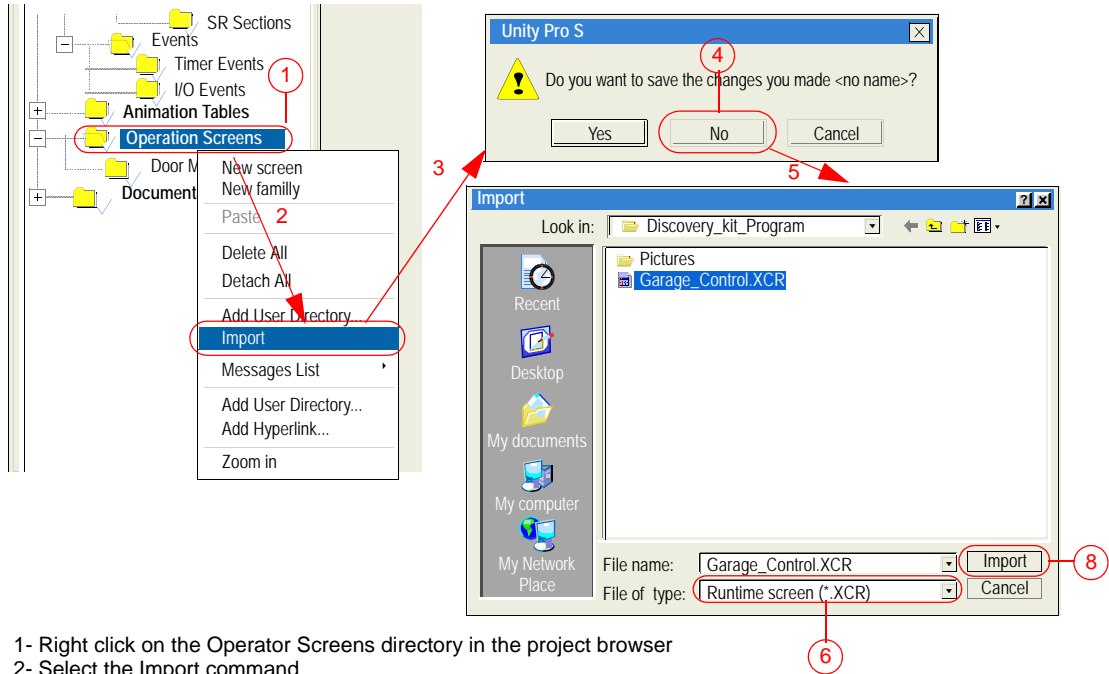 SR Sections
Events
Timer Events
I/O Events
1
Animation Tables
Operation Screens
Door M
Document
New screen
New familly
Paste
2
Delete All
Detach All
Add User Directory...
Import
Messages List
Add User Directory...
Add Hyperlink...
Zoom in
3
Unity Pro S
4
Do you want to save the changes you made <no name>?
Yes
No
Cancel
5
Import
Look in:
Discovery_kit_Program
Pictures
Garage_Control.XCR
Recent
Desktop
My documents
My computer
My Network
Place
File name:
Garage_Control.XCR
Import
8
File of type:
Runtime screen (*.XCR)
Cancel
6
1- Right click on the Operator Screens directory in the project browser
2- Select the Import command